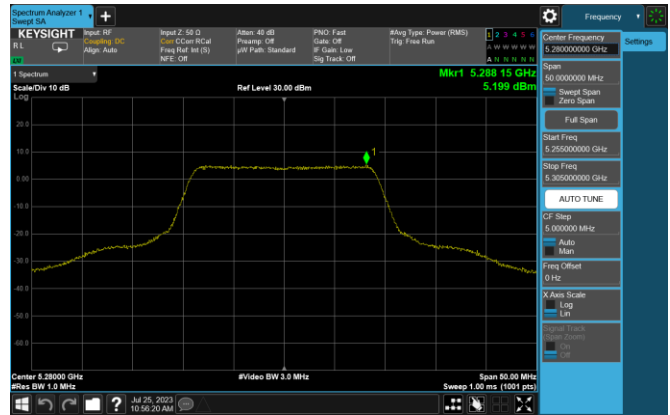 Spectrum Analyzer 1
Swept SA
KEYSIGHT
R L
Input: RF
Coupling: DC
Align: Auto
Input Z: 50 Ω
Corr CCorr RCal
Freq Ref: Int (S)
NFE: Off
Atten: 40 dB
Preamp: Off
µW Path: Standard
PNO: Fast
Gate: Off
IF Gain: Low
Sig Track: Off
#Avg Type: Power (RMS)
Trig: Free Run
1 2 3 4 5 6
A W W W W W
A N N N N N
1 Spectrum
Scale/Div 10 dB
Log
Ref Level 30.00 dBm
Mkr1 5.288 15 GHz
5.199 dBm
1
20.0
10.0
0.00
-10.0
-20.0
-30.0
-40.0
-50.0
-60.0
Center 5.28000 GHz
#Res BW 1.0 MHz
#Video BW 3.0 MHz
Span 50.00 MHz
Sweep 1.00 ms (1001 pts)
Jul 25, 2023
10:56:20 AM
Frequency
Settings
Center Frequency
5.280000000 GHz
Span
50.0000000 MHz
Swept Span
Zero Span
Full Span
Start Freq
5.255000000 GHz
Stop Freq
5.305000000 GHz
AUTO TUNE
CF Step
5.000000 MHz
Auto
Man
Freq Offset
0 Hz
X Axis Scale
Log
Lin
Signal Track
(Span Zoom)
On
Off